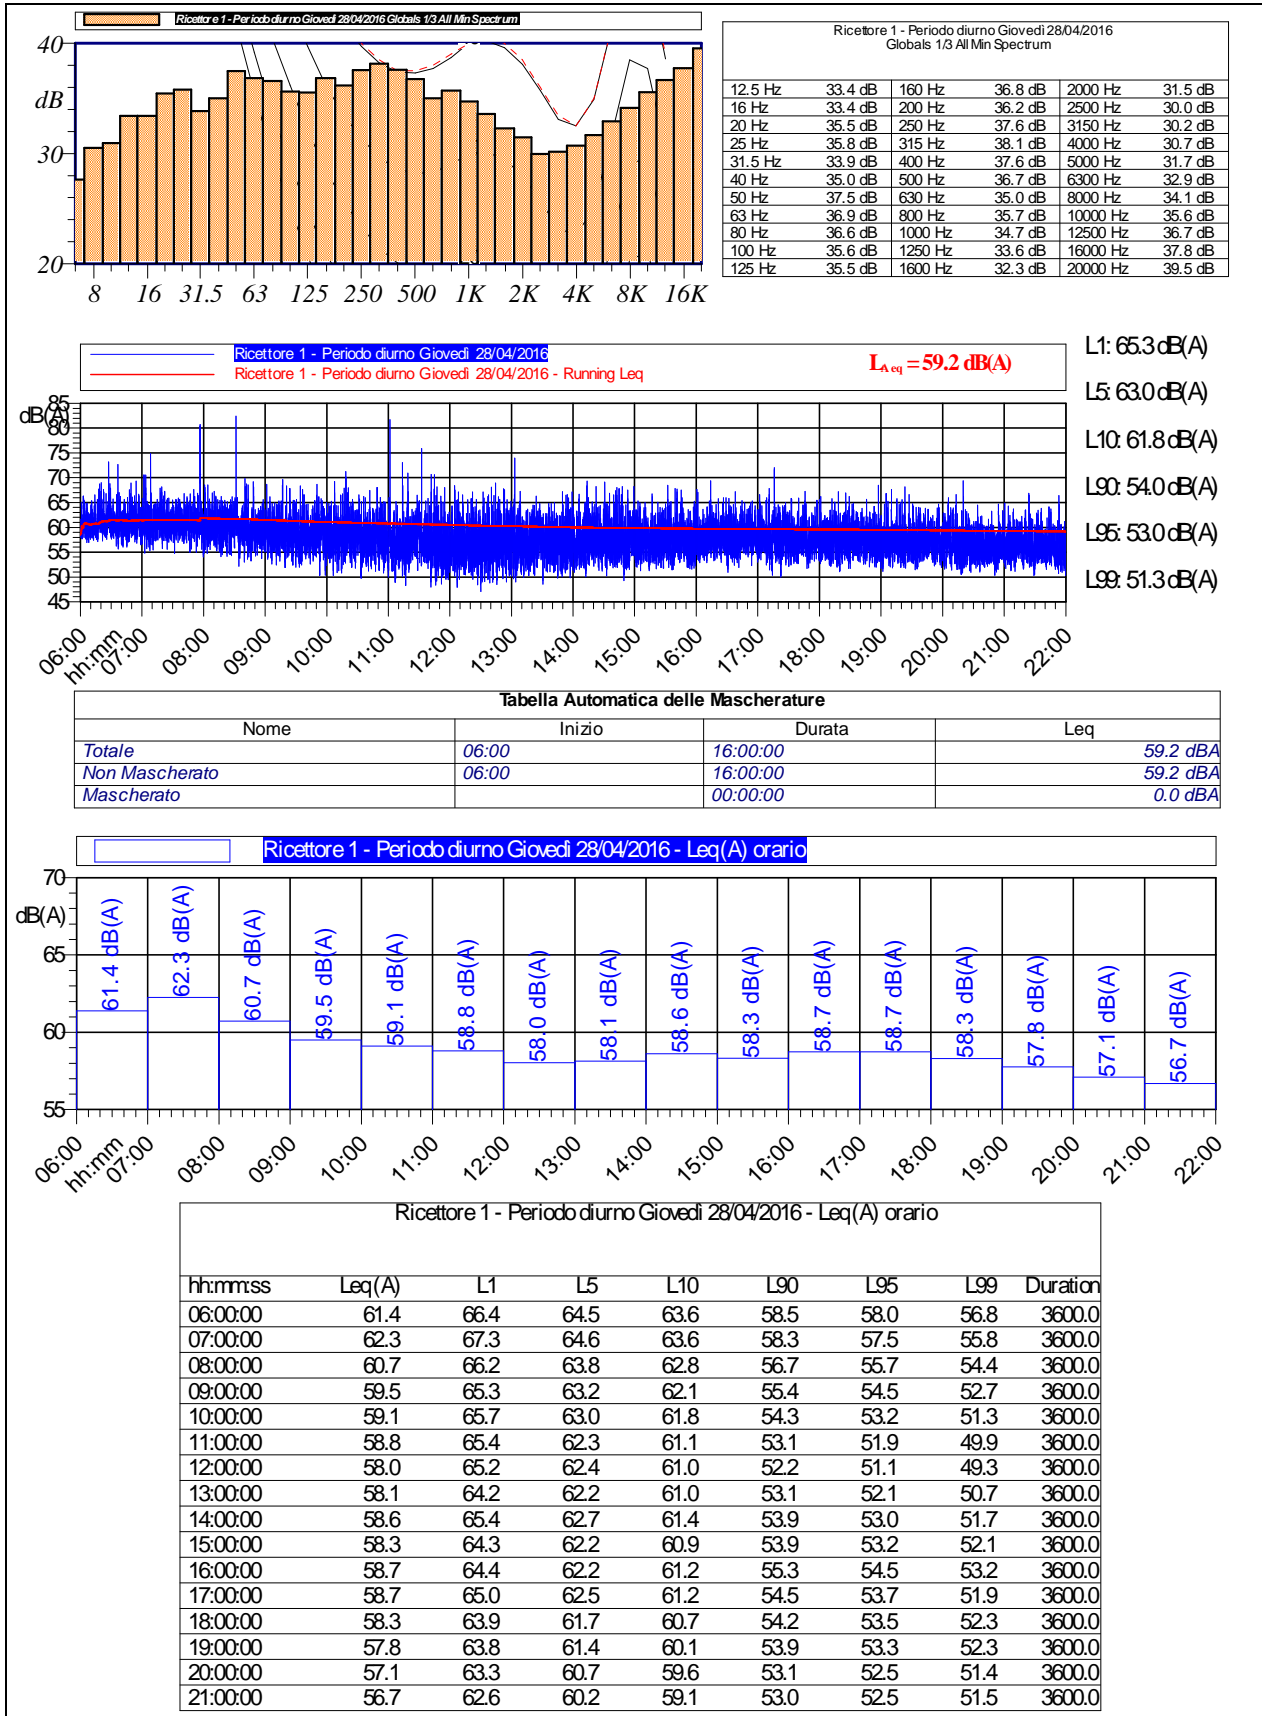 Ricettore 1 - Periodo diurno Giovedì 28/04/2016 Globals 1/3 All Min Spectrum
40
dB
30
20
8 16 31.5 63 125 250 500 1K 2K 4K 8K 16K
Ricettore 1 - Periodo diurno Giovedì 28/04/2016
Globals 1/3 All Min Spectrum
12.5 Hz 33.4 dB 160 Hz 36.8 dB 2000 Hz 31.5 dB
16 Hz 33.4 dB 200 Hz 36.2 dB 2500 Hz 30.0 dB
20 Hz 35.5 dB 250 Hz 37.6 dB 3150 Hz 30.2 dB
25 Hz 35.8 dB 315 Hz 38.1 dB 4000 Hz 30.7 dB
31.5 Hz 33.9 dB 400 Hz 37.6 dB 5000 Hz 31.7 dB
40 Hz 35.0 dB 500 Hz 36.7 dB 6300 Hz 32.9 dB
50 Hz 37.5 dB 630 Hz 35.0 dB 8000 Hz 34.1 dB
63 Hz 36.9 dB 800 Hz 35.7 dB 10000 Hz 35.6 dB
80 Hz 36.6 dB 1000 Hz 34.7 dB 12500 Hz 36.7 dB
100 Hz 35.6 dB 1250 Hz 33.6 dB 16000 Hz 37.8 dB
125 Hz 35.5 dB 1600 Hz 32.3 dB 20000 Hz 39.5 dB
Ricettore 1 - Periodo diurno Giovedì 28/04/2016
Ricettore 1 - Periodo diurno Giovedì 28/04/2016 - Running Leq
LAeq = 59.2 dB(A)
dB(A)
85
80
75
70
65
60
55
50
45
06:00 07:00 08:00 09:00 10:00 11:00 12:00 13:00 14:00 15:00 16:00 17:00 18:00 19:00 20:00 21:00 22:00
hh:mm
L1: 65.3 dB(A)
L5: 63.0 dB(A)
L10: 61.8 dB(A)
L90: 54.0 dB(A)
L95: 53.0 dB(A)
L99: 51.3 dB(A)
Tabella Automatica delle Mascherature
Nome Inizio Durata Leq
Totale 06:00 16:00:00 59.2 dBA
Non Mascherato 06:00 16:00:00 59.2 dBA
Mascherato 00:00:00 0.0 dBA
Ricettore 1 - Periodo diurno Giovedì 28/04/2016 - Leq(A) orario
dB(A)
70
65
60
55
61.4 dB(A)
62.3 dB(A)
60.7 dB(A)
59.5 dB(A)
59.1 dB(A)
58.8 dB(A)
58.0 dB(A)
58.1 dB(A)
58.6 dB(A)
58.3 dB(A)
58.7 dB(A)
58.7 dB(A)
58.3 dB(A)
57.8 dB(A)
57.1 dB(A)
56.7 dB(A)
06:00 07:00 08:00 09:00 10:00 11:00 12:00 13:00 14:00 15:00 16:00 17:00 18:00 19:00 20:00 21:00 22:00
hh:mm
Ricettore 1 - Periodo diurno Giovedì 28/04/2016 - Leq(A) orario
hh:mm:ss Leq(A) L1 L5 L10 L90 L95 L99 Duration
06:00:00 61.4 66.4 64.5 63.6 58.5 58.0 56.8 3600.0
07:00:00 62.3 67.3 64.6 63.6 58.3 57.5 55.8 3600.0
08:00:00 60.7 66.2 63.8 62.8 56.7 55.7 54.4 3600.0
09:00:00 59.5 65.3 63.2 62.1 55.4 54.5 52.7 3600.0
10:00:00 59.1 65.7 63.0 61.8 54.3 53.2 51.3 3600.0
11:00:00 58.8 65.4 62.3 61.1 53.1 51.9 49.9 3600.0
12:00:00 58.0 65.2 62.4 61.0 52.2 51.1 49.3 3600.0
13:00:00 58.1 64.2 62.2 61.0 53.1 52.1 50.7 3600.0
14:00:00 58.6 65.4 62.7 61.4 53.9 53.0 51.7 3600.0
15:00:00 58.3 64.3 62.2 60.9 53.9 53.2 52.1 3600.0
16:00:00 58.7 64.4 62.2 61.2 55.3 54.5 53.2 3600.0
17:00:00 58.7 65.0 62.5 61.2 54.5 53.7 51.9 3600.0
18:00:00 58.3 63.9 61.7 60.7 54.2 53.5 52.3 3600.0
19:00:00 57.8 63.8 61.4 60.1 53.9 53.3 52.3 3600.0
20:00:00 57.1 63.3 60.7 59.6 53.1 52.5 51.4 3600.0
21:00:00 56.7 62.6 60.2 59.1 53.0 52.5 51.5 3600.0